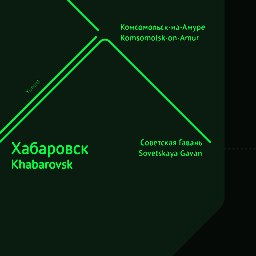 Комсомольск-на-Амуре
Komsomolsk-on-Amur
Советская Гавань
Sovetskaya Gavan
Хабаровск
Khabarovsk